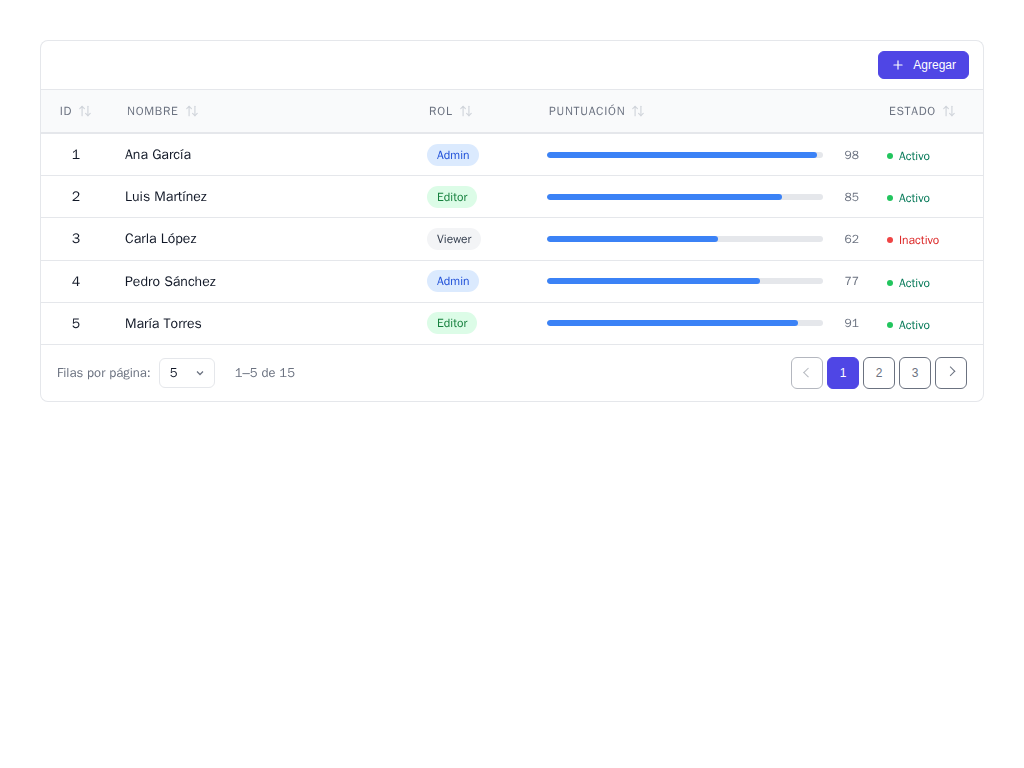 Agregar
ID NOMBRE ROL PUNTUACIÓN ESTADO
1 Ana García Admin 98 Activo
2 Luis Martínez Editor 85 Activo
3 Carla López Viewer 62 Inactivo
4 Pedro Sánchez Admin 77 Activo
5 María Torres Editor 91 Activo
Filas por página: 5 1–5 de 15 1 2 3